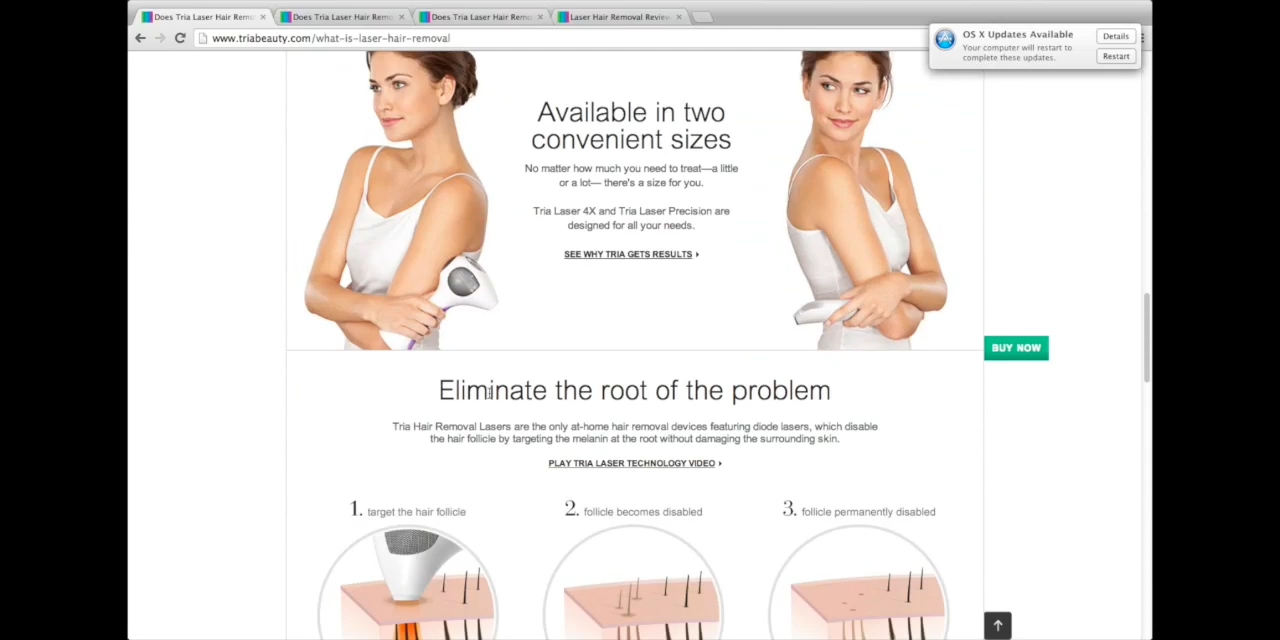 Does Tria Laser Hair Rem
Does Tria Laser Hair Rem
Does Tria Laser Hair Rem
Laser Hair Removal Review
www.triabeauty.com/what-is-laser-hair-removal
OS X Updates Available
Your computer will restart to
complete these updates.
Details
Restart
Available in two
convenient sizes
No matter how much you need to treat—a little
or a lot— there's a size for you.
Tria Laser 4X and Tria Laser Precision are
designed for all your needs.
SEE WHY TRIA GETS RESULTS
BUY NOW
Eliminate the root of the problem
Tria Hair Removal Lasers are the only at-home hair removal devices featuring diode lasers, which disable
the hair follicle by targeting the melanin at the root without damaging the surrounding skin.
PLAY TRIA LASER TECHNOLOGY VIDEO
1. target the hair follicle
2. follicle becomes disabled
3. follicle permanently disabled